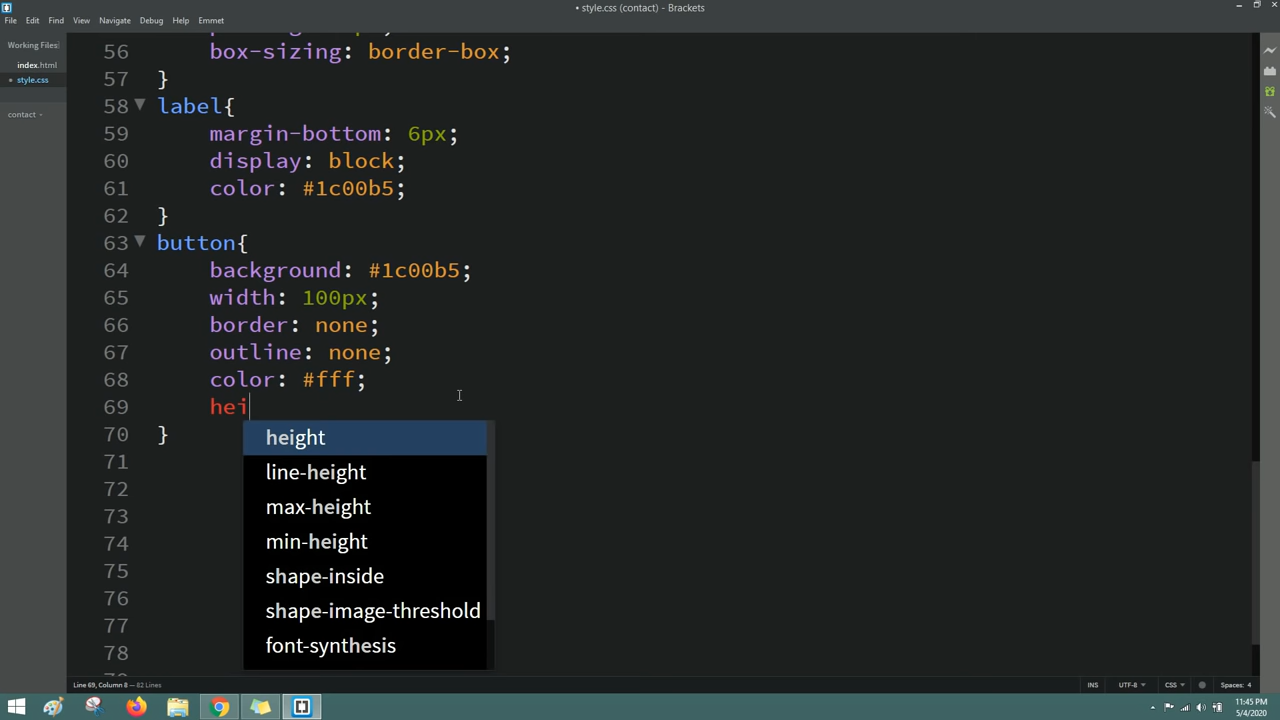 • style.css (contact) - Brackets
File Edit Find View Navigate Debug Help Emmet
Working Files
index.html
• style.css
contact
56 box-sizing: border-box;
57 }
58 label{
59 margin-bottom: 6px;
60 display: block;
61 color: #1c00b5;
62 }
63 button{
64 background: #1c00b5;
65 width: 100px;
66 border: none;
67 outline: none;
68 color: #fff;
69 hei
height
70 }
71
line-height
72
max-height
73
min-height
74
shape-inside
75
76
shape-image-threshold
77
font-synthesis
78
Line 69, Column 8 — 82 Lines
INS UTF-8 CSS Spaces: 4
11:45 PM
5/4/2020